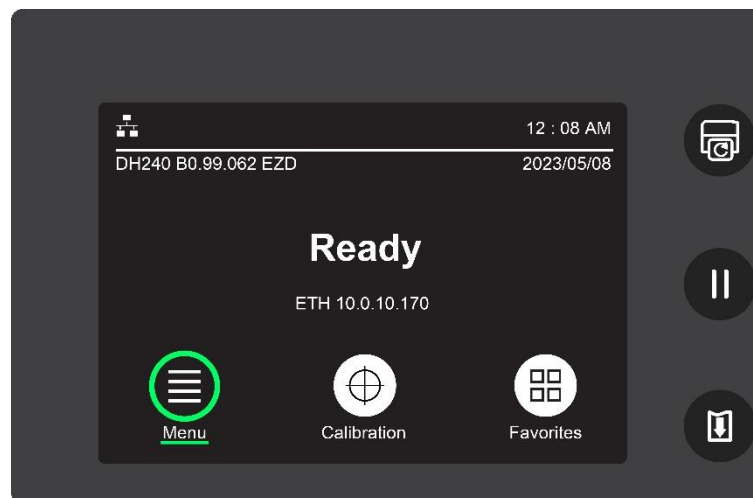 12 : 08 AM
DH240 B0.99.062 EZD 2023/05/08
Ready
ETH 10.0.10.170
Menu Calibration Favorites